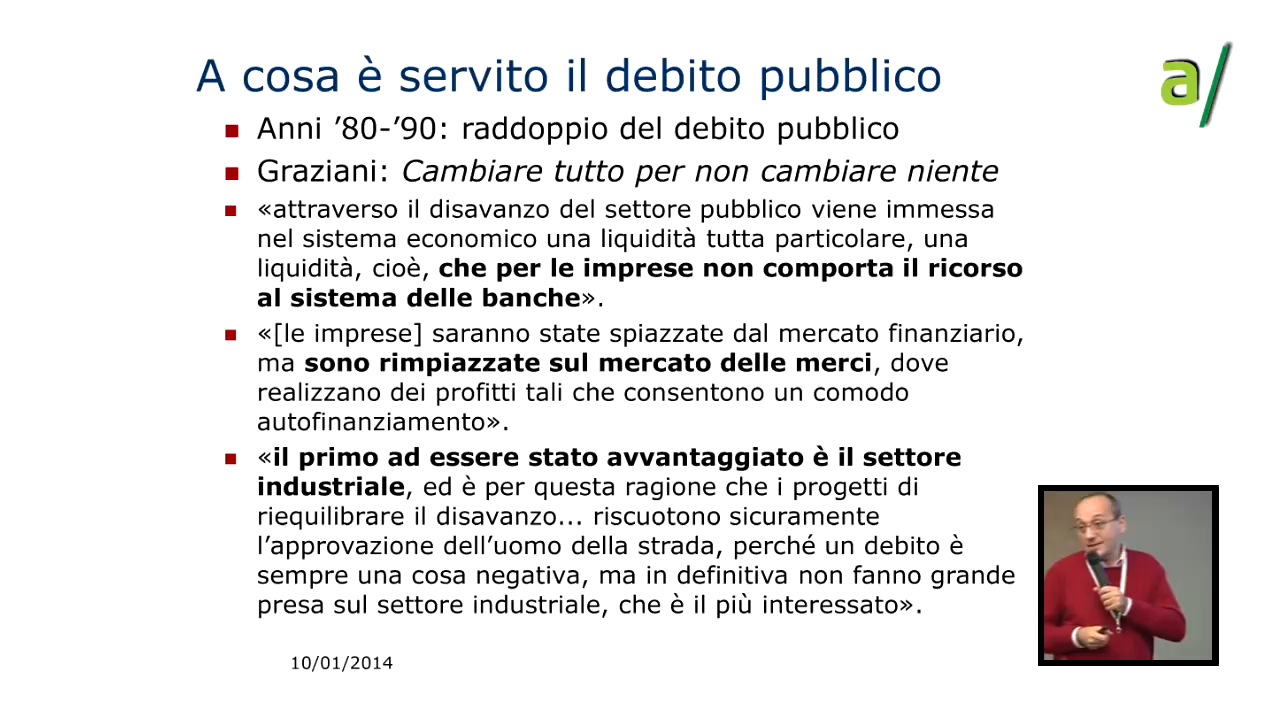 A cosa è servito il debito pubblico
a/
Anni ’80-’90: raddoppio del debito pubblico
Graziani: Cambiare tutto per non cambiare niente
«attraverso il disavanzo del settore pubblico viene immessa
nel sistema economico una liquidità tutta particolare, una
liquidità, cioè, che per le imprese non comporta il ricorso
al sistema delle banche».
«[le imprese] saranno state spiazzate dal mercato finanziario,
ma sono rimpiazzate sul mercato delle merci, dove
realizzano dei profitti tali che consentono un comodo
autofinanziamento».
«il primo ad essere stato avvantaggiato è il settore
industriale, ed è per questa ragione che i progetti di
riequilibrare il disavanzo... riscuotono sicuramente
l’approvazione dell’uomo della strada, perché un debito è
sempre una cosa negativa, ma in definitiva non fanno grande
presa sul settore industriale, che è il più interessato».
10/01/2014